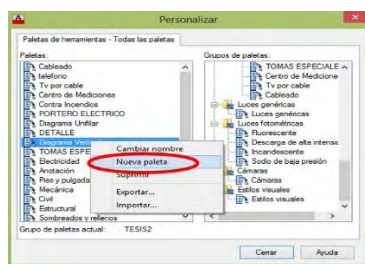 Personalizar
Paletas de herramientas - Todas las paletas
Paletas:
Cableado
telefono
Tv por cable
Centro de Mediciones
Contra Incendios
PORTERO ELECTRICO
Diagrama Unifilar
DETALLE
Diagrama Vert
TOMAS ESPE
Electricidad
Anotación
Pies y pulgada
Mecánica
Civil
Estructural
Sombreados y rellenos
Cambiar nombre
Nueva paleta
Suprimir
Exportar...
Importar...
Grupos de paletas:
TOMAS ESPECIALE
Centro de Medicione
Tv por cable
Cableado
Luces genéricas
Luces genéricas
Luces fotométricas
Fluorescente
Descarga de alta intensic
Incandescente
Sodio de baja presión
Cámaras
Cámaras
Estilos visuales
Estilos visuales
Grupo de paletas actual: TESIS2
Cerrar
Ayuda